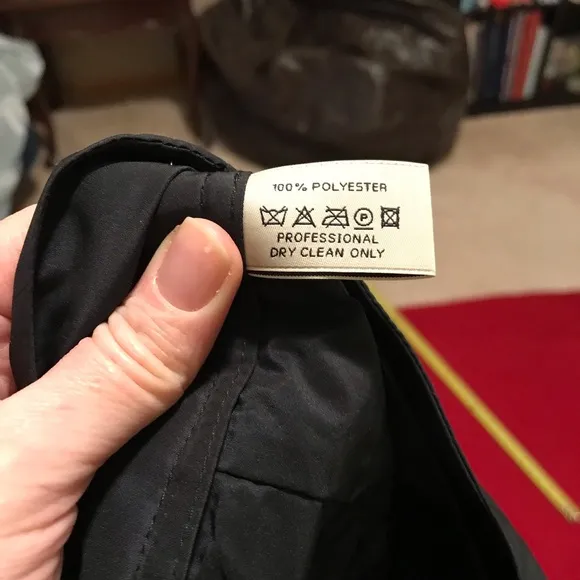 100% POLYESTER
P
PROFESSIONAL
DRY CLEAN ONLY